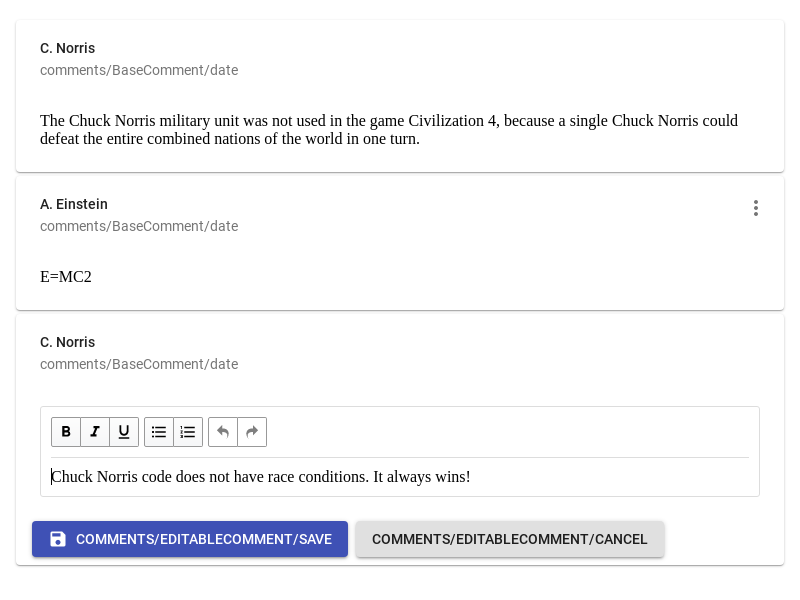 C. Norris
comments/BaseComment/date
The Chuck Norris military unit was not used in the game Civilization 4, because a single Chuck Norris could
defeat the entire combined nations of the world in one turn.
A. Einstein
comments/BaseComment/date
E=MC2
C. Norris
comments/BaseComment/date
B I U
Chuck Norris code does not have race conditions. It always wins!
COMMENTS/EDITABLECOMMENT/SAVE COMMENTS/EDITABLECOMMENT/CANCEL